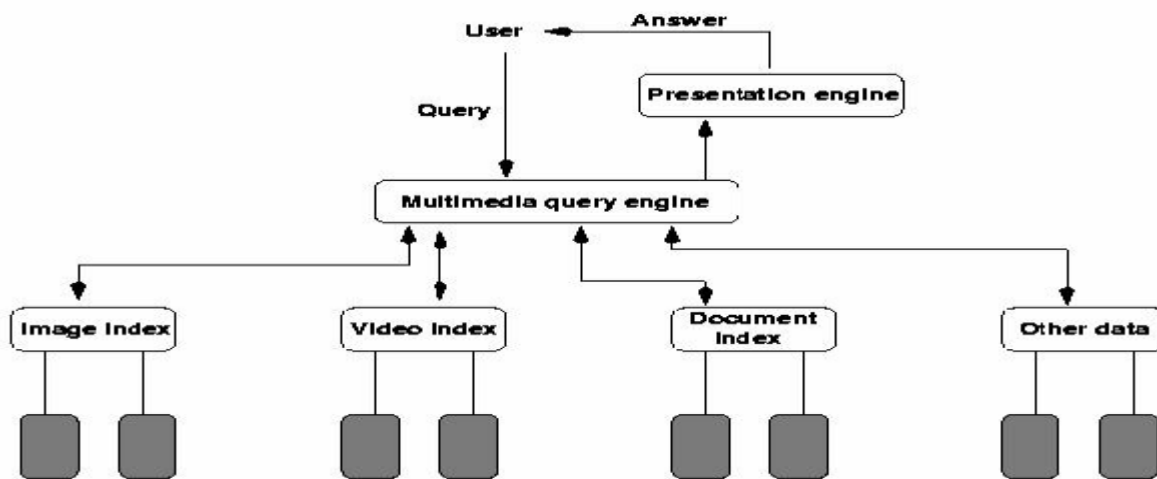 Answer
User
Presentation engine
Query
Multimedia query engine
Image index
Video index
Document
index
Other data